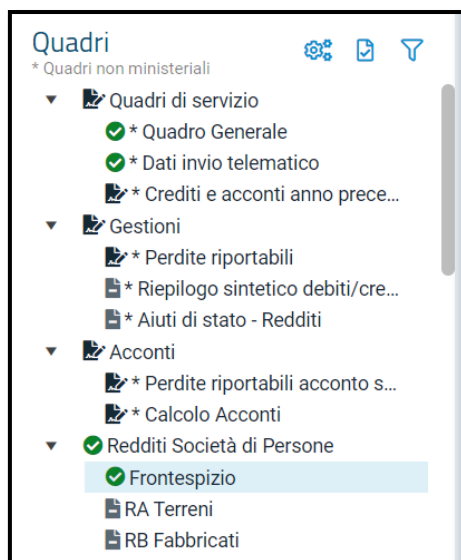 Quadri
* Quadri non ministeriali
Quadri di servizio
* Quadro Generale
* Dati invio telematico
* Crediti e acconti anno prece...
Gestioni
* Perdite riportabili
* Riepilogo sintetico debiti/cre...
* Aiuti di stato - Redditi
Acconti
* Perdite riportabili acconto s...
* Calcolo Acconti
Redditi Società di Persone
Frontespizio
RA Terreni
RB Fabbricati